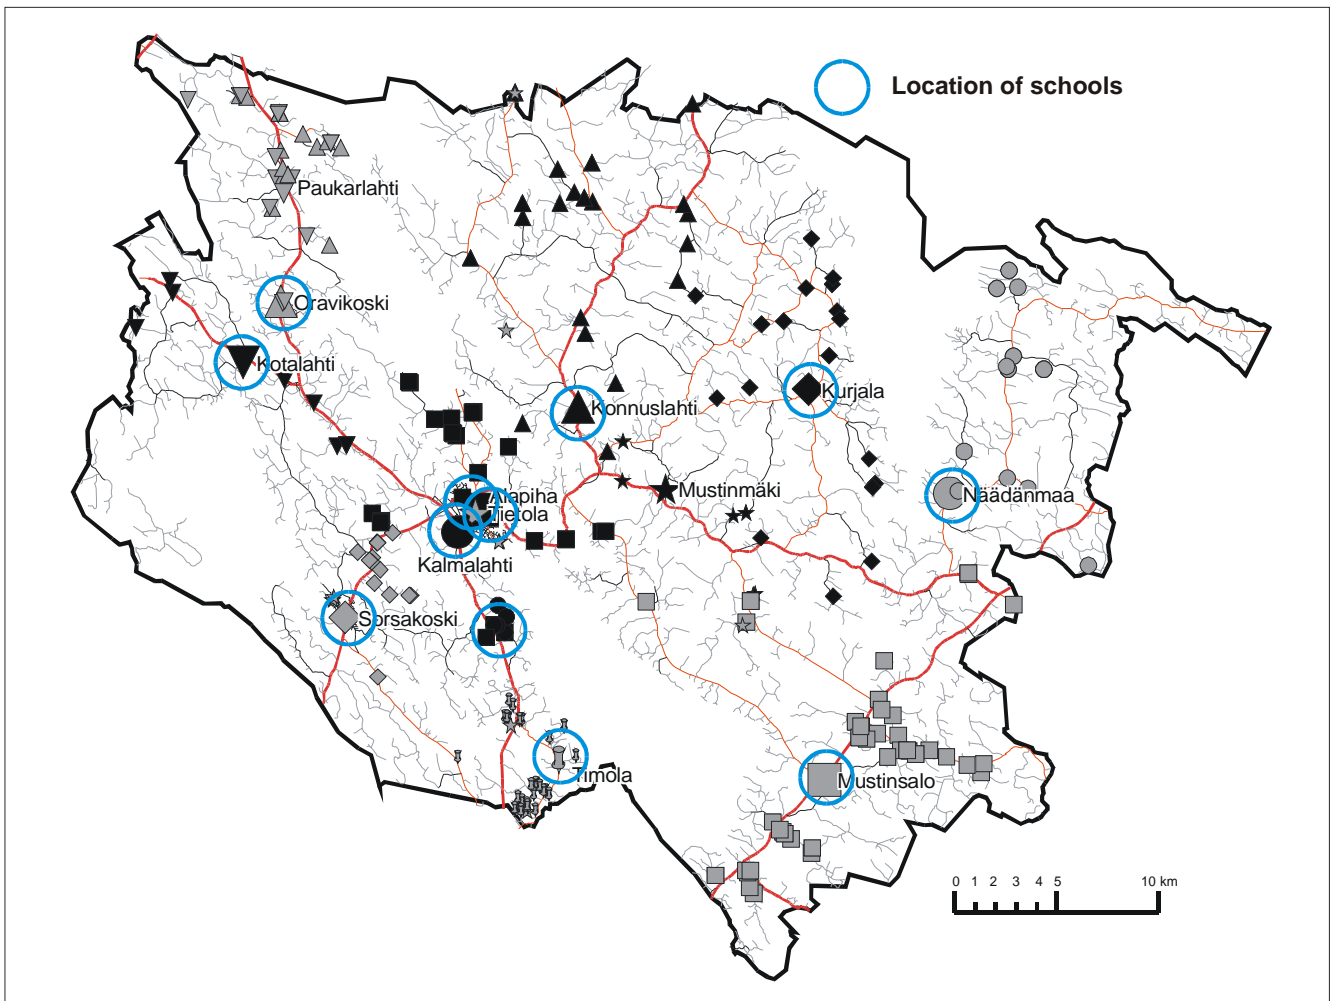 Location of schools
Paukarlahti
Oravikoski
Kotalahti
Konnuslahti
Kurjala
Mustinmäki
Näädänmaa
Alapiha
Tietola
Kalmalahti
Sorsakoski
Timola
Mustinsalo
0 1 2 3 4 5 10 km